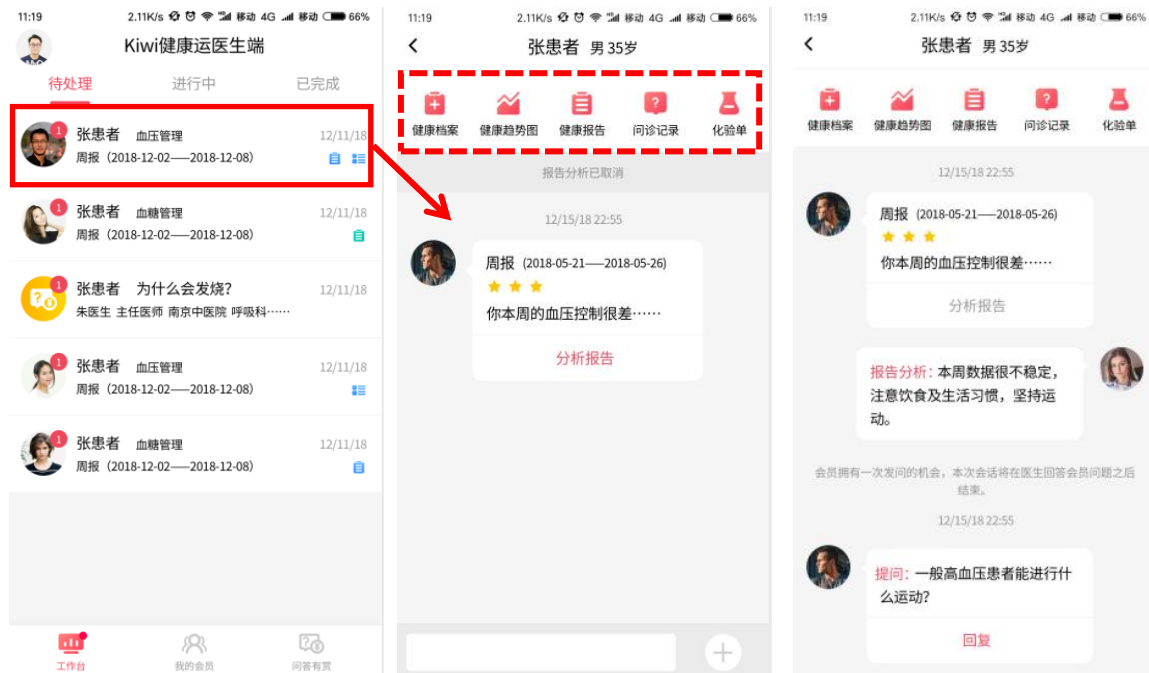 11:19 2.11K/s 移动 4G 移动 66%
Kiwi健康运医生端
待处理 进行中 已完成
1
张患者 血压管理 12/11/18
周报（2018-12-02——2018-12-08）
1
张患者 血糖管理 12/11/18
周报（2018-12-02——2018-12-08）
1
张患者 为什么会发烧? 12/11/18
朱医生 主任医师 南京中医院 呼吸科……
1
张患者 血压管理 12/11/18
周报（2018-12-02——2018-12-08）
1
张患者 血糖管理 12/11/18
周报（2018-12-02——2018-12-08）
工作台 我的会员 问答有赏
11:19 2.11K/s 移动 4G 移动 66%
张患者 男 35岁
健康档案 健康趋势图 健康报告 问诊记录 化验单
报告分析已取消
12/15/18 22:55
周报（2018-05-21——2018-05-26)
你本周的血压控制很差……
分析报告
11:19 2.11K/s 移动 4G 移动 66%
张患者 男 35岁
健康档案 健康趋势图 健康报告 问诊记录 化验单
12/15/18 22:55
周报（2018-05-21——2018-05-26)
你本周的血压控制很差……
分析报告
报告分析: 本周数据很不稳定，
注意饮食及生活习惯，坚持运
动。
会员拥有一次发问的机会，本次会话将在医生回答会员问题之后
结束。
12/15/18 22:55
提问: 一般高血压患者能进行什
么运动?
回复